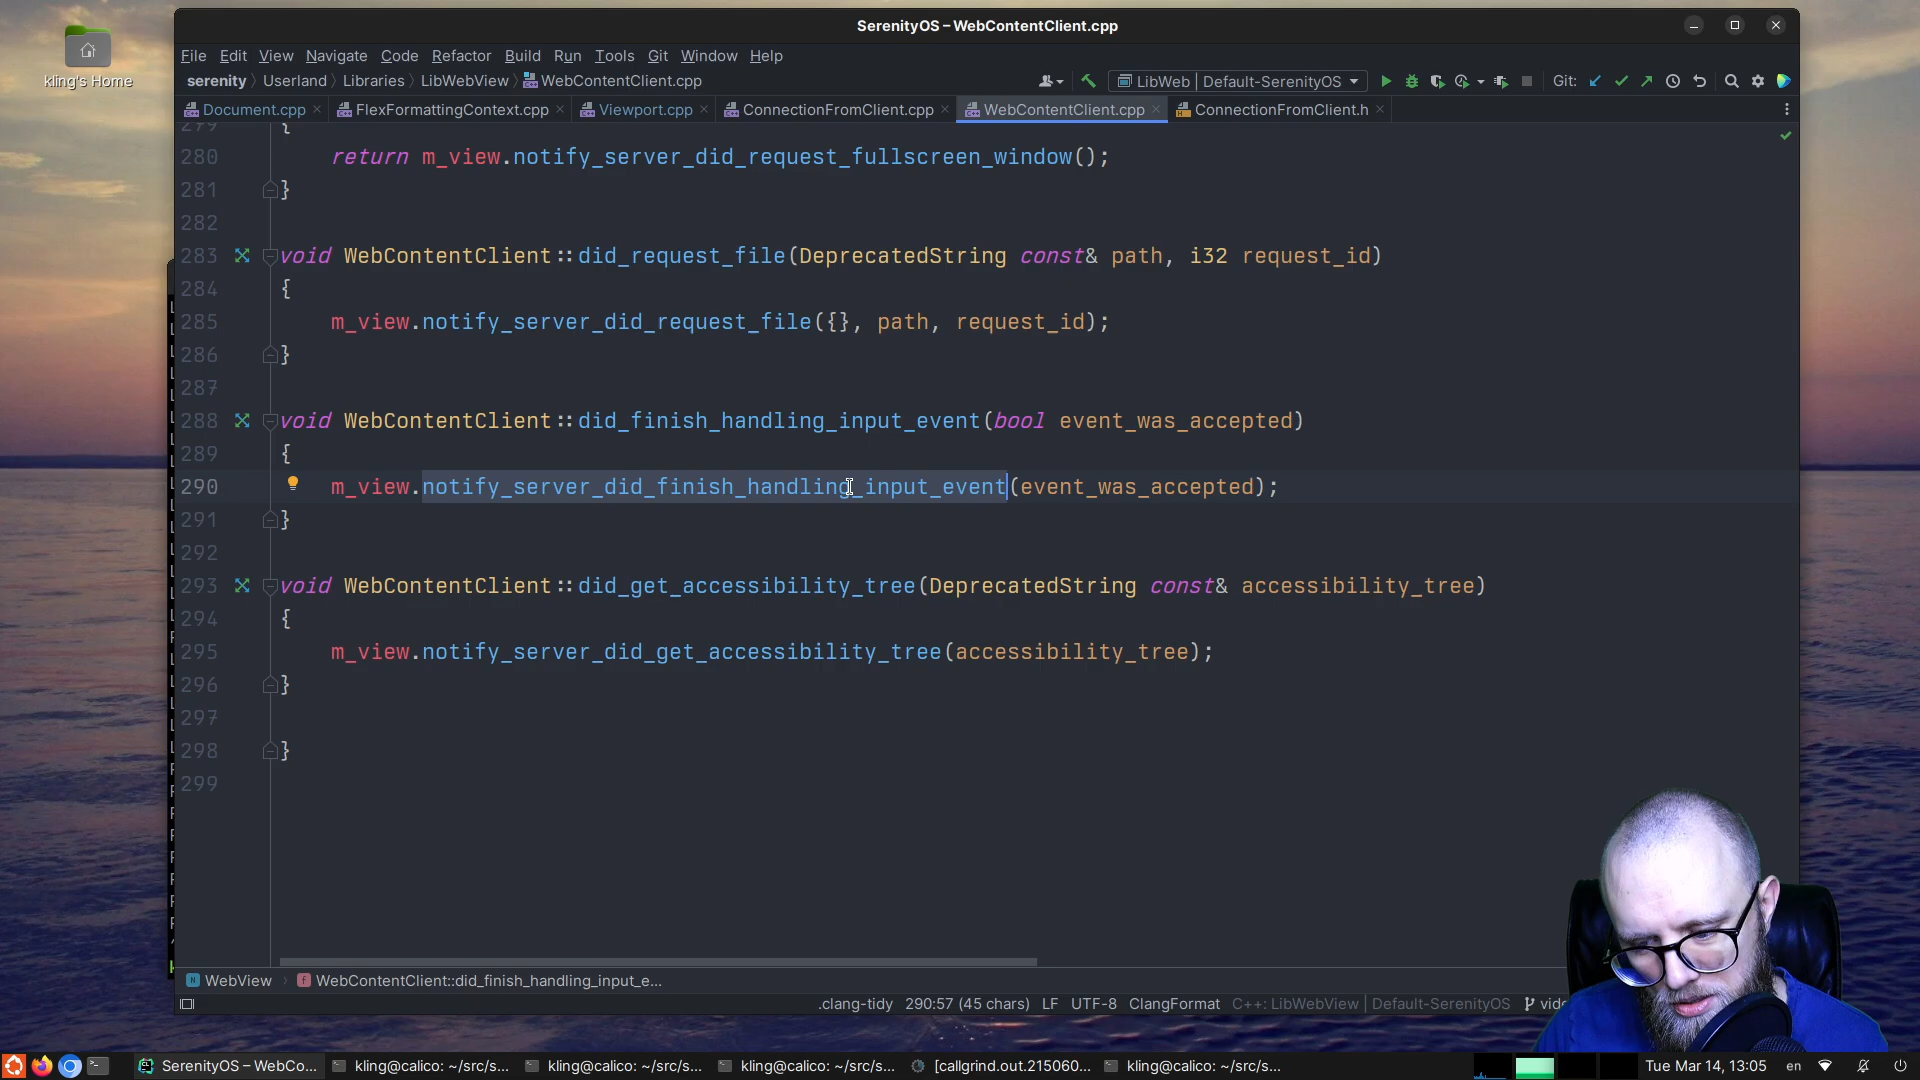 SerenityOS – WebContentClient.cpp
kling's Home
File Edit View Navigate Code Refactor Build Run Tools Git Window Help
serenity Userland Libraries LibWebView WebContentClient.cpp LibWeb | Default-SerenityOS Git:
Document.cpp FlexFormattingContext.cpp Viewport.cpp ConnectionFromClient.cpp WebContentClient.cpp ConnectionFromClient.h
299 {
280 return m_view.notify_server_did_request_fullscreen_window();
281 }
282
283 void WebContentClient::did_request_file(DeprecatedString const& path, i32 request_id)
284 {
285 m_view.notify_server_did_request_file({}, path, request_id);
286 }
287
288 void WebContentClient::did_finish_handling_input_event(bool event_was_accepted)
289 {
290 m_view.notify_server_did_finish_handling_input_event(event_was_accepted);
291 }
292
293 void WebContentClient::did_get_accessibility_tree(DeprecatedString const& accessibility_tree)
294 {
295 m_view.notify_server_did_get_accessibility_tree(accessibility_tree);
296 }
297
298 }
299
WebView WebContentClient::did_finish_handling_input_e...
.clang-tidy 290:57 (45 chars) LF UTF-8 ClangFormat C++: LibWebView | Default-SerenityOS
SerenityOS – WebCo... kling@calico: ~/src/s... kling@calico: ~/src/s... kling@calico: ~/src/s... [callgrind.out.215060... kling@calico: ~/src/s... Tue Mar 14, 13:05 en